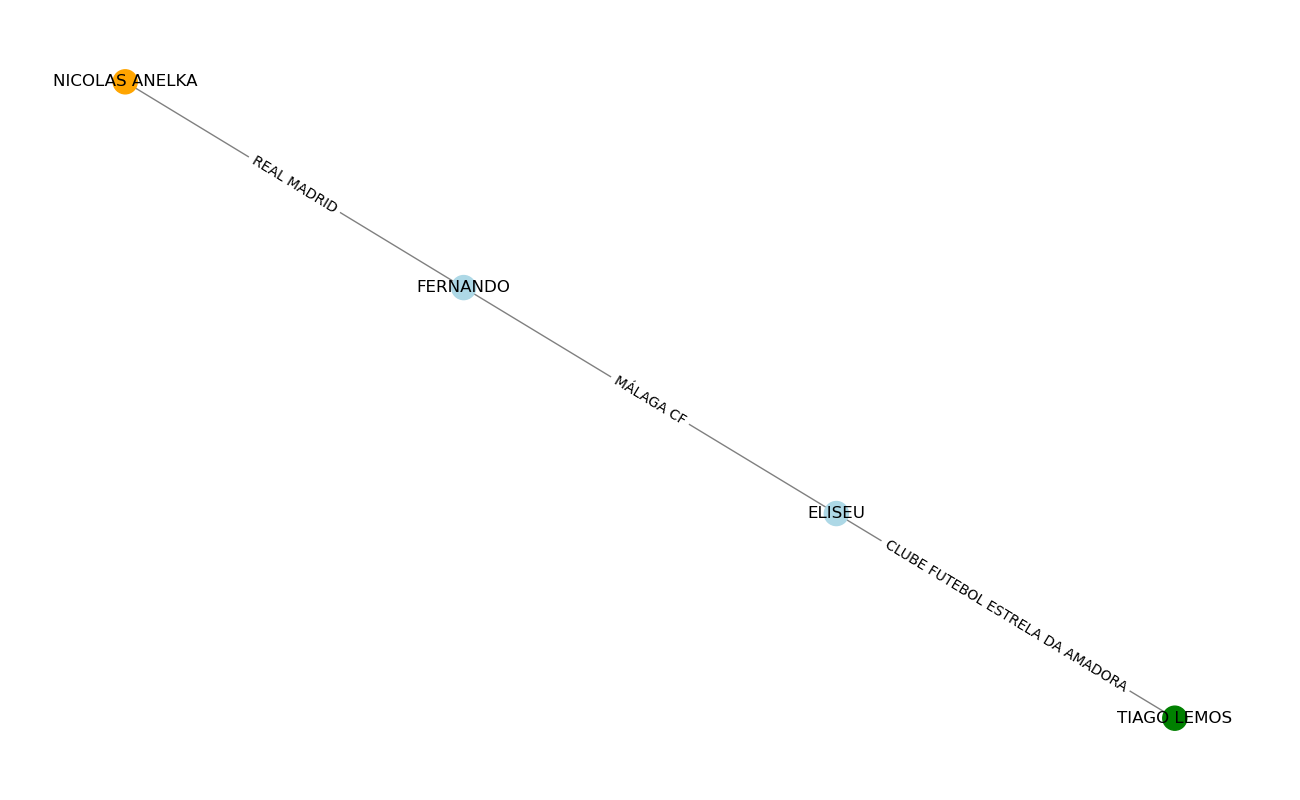 NICOLAS ANELKA
REAL MADRID
FERNANDO
MÁLAGA CF
ELISEU
CLUBE FUTEBOL ESTRELA DA AMADORA
TIAGO LEMOS